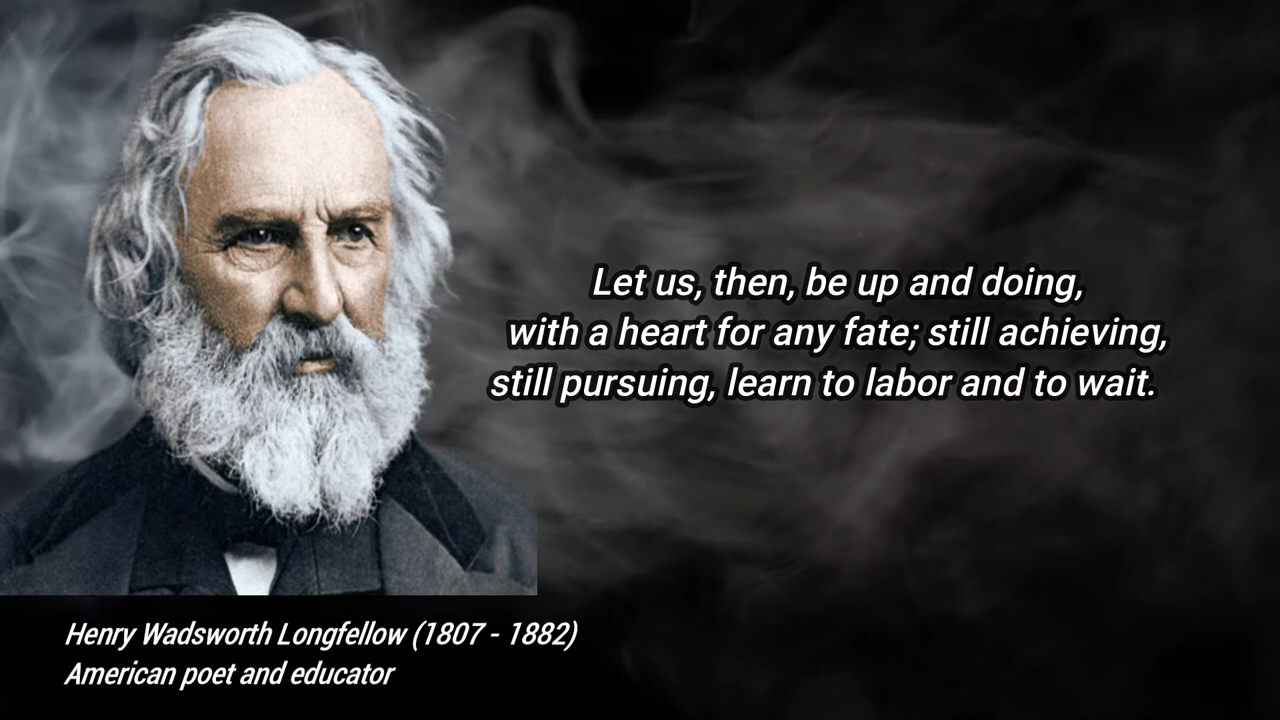 Let us, then, be up and doing,
with a heart for any fate; still achieving,
still pursuing, learn to labor and to wait.
Henry Wadsworth Longfellow (1807 - 1882)
American poet and educator